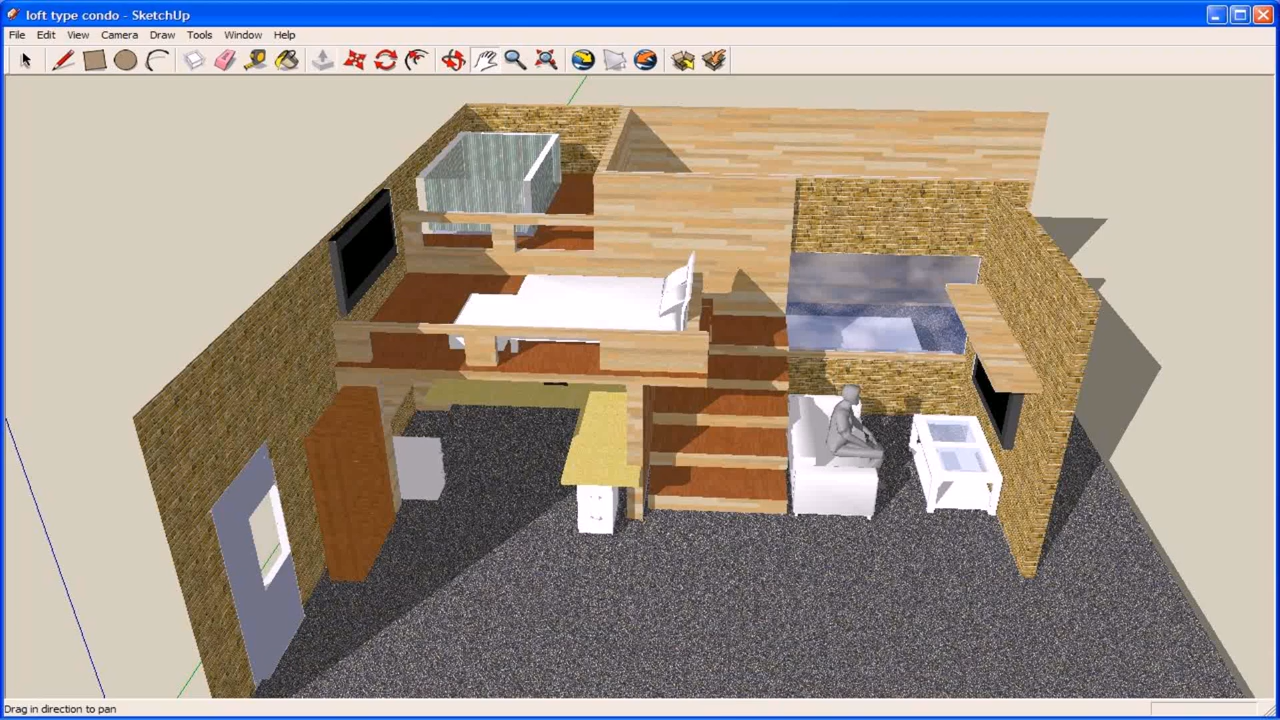 loft type condo - SketchUp
File Edit View Camera Draw Tools Window Help
Drag in direction to pan